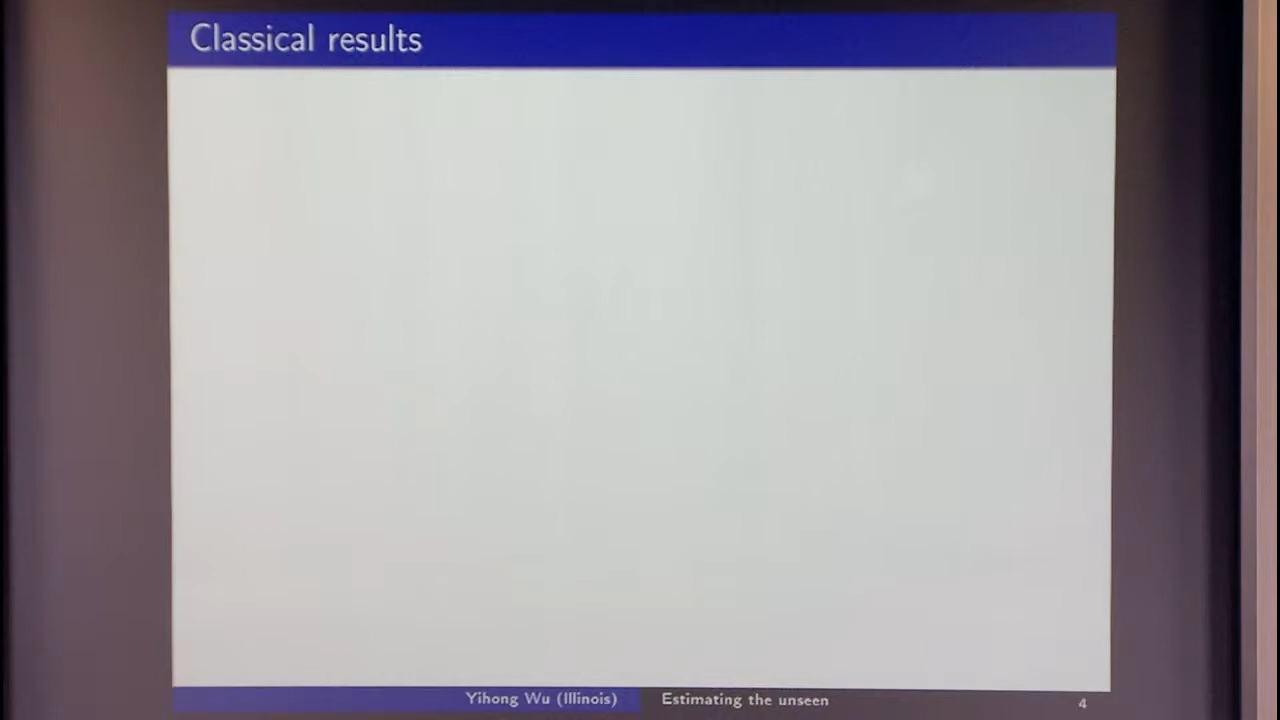 Classical results
Yihong Wu (Illinois) Estimating the unseen 4